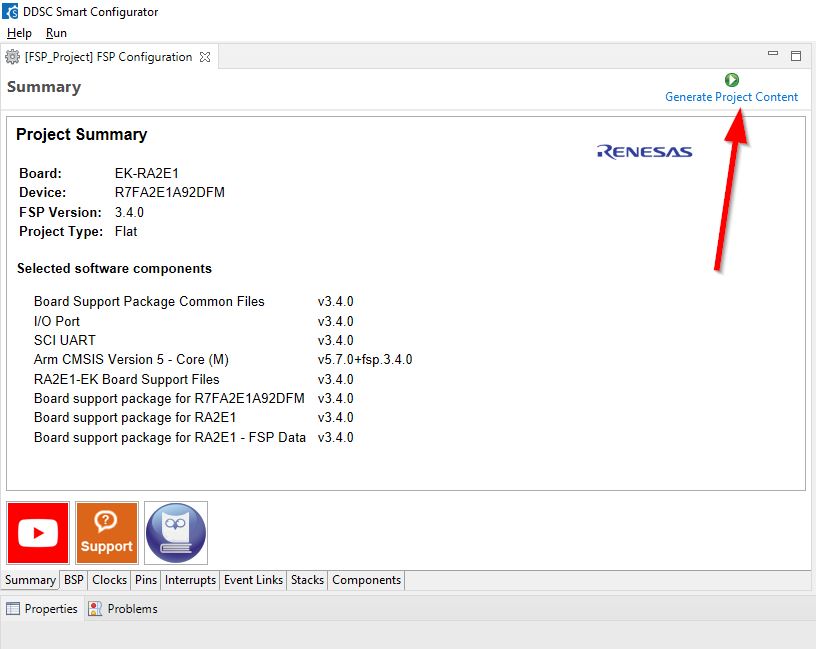 DDSC Smart Configurator
Help Run
[FSP_Project] FSP Configuration
Summary
Generate Project Content
Project Summary
RENESAS
Board: EK-RA2E1
Device: R7FA2E1A92DFM
FSP Version: 3.4.0
Project Type: Flat
Selected software components
Board Support Package Common Files v3.4.0
I/O Port v3.4.0
SCI UART v3.4.0
Arm CMSIS Version 5 - Core (M) v5.7.0+fsp.3.4.0
RA2E1-EK Board Support Files v3.4.0
Board support package for R7FA2E1A92DFM v3.4.0
Board support package for RA2E1 v3.4.0
Board support package for RA2E1 - FSP Data v3.4.0
?
Support
Summary BSP Clocks Pins Interrupts Event Links Stacks Components
Properties Problems